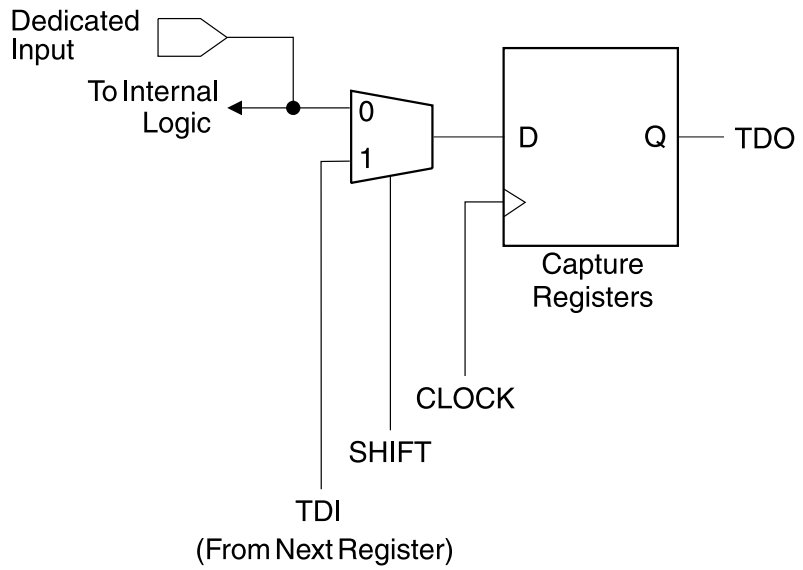 Dedicated
Input
To Internal
Logic
0
1
D
Q
TDO
Capture
Registers
CLOCK
SHIFT
TDI
(From Next Register)